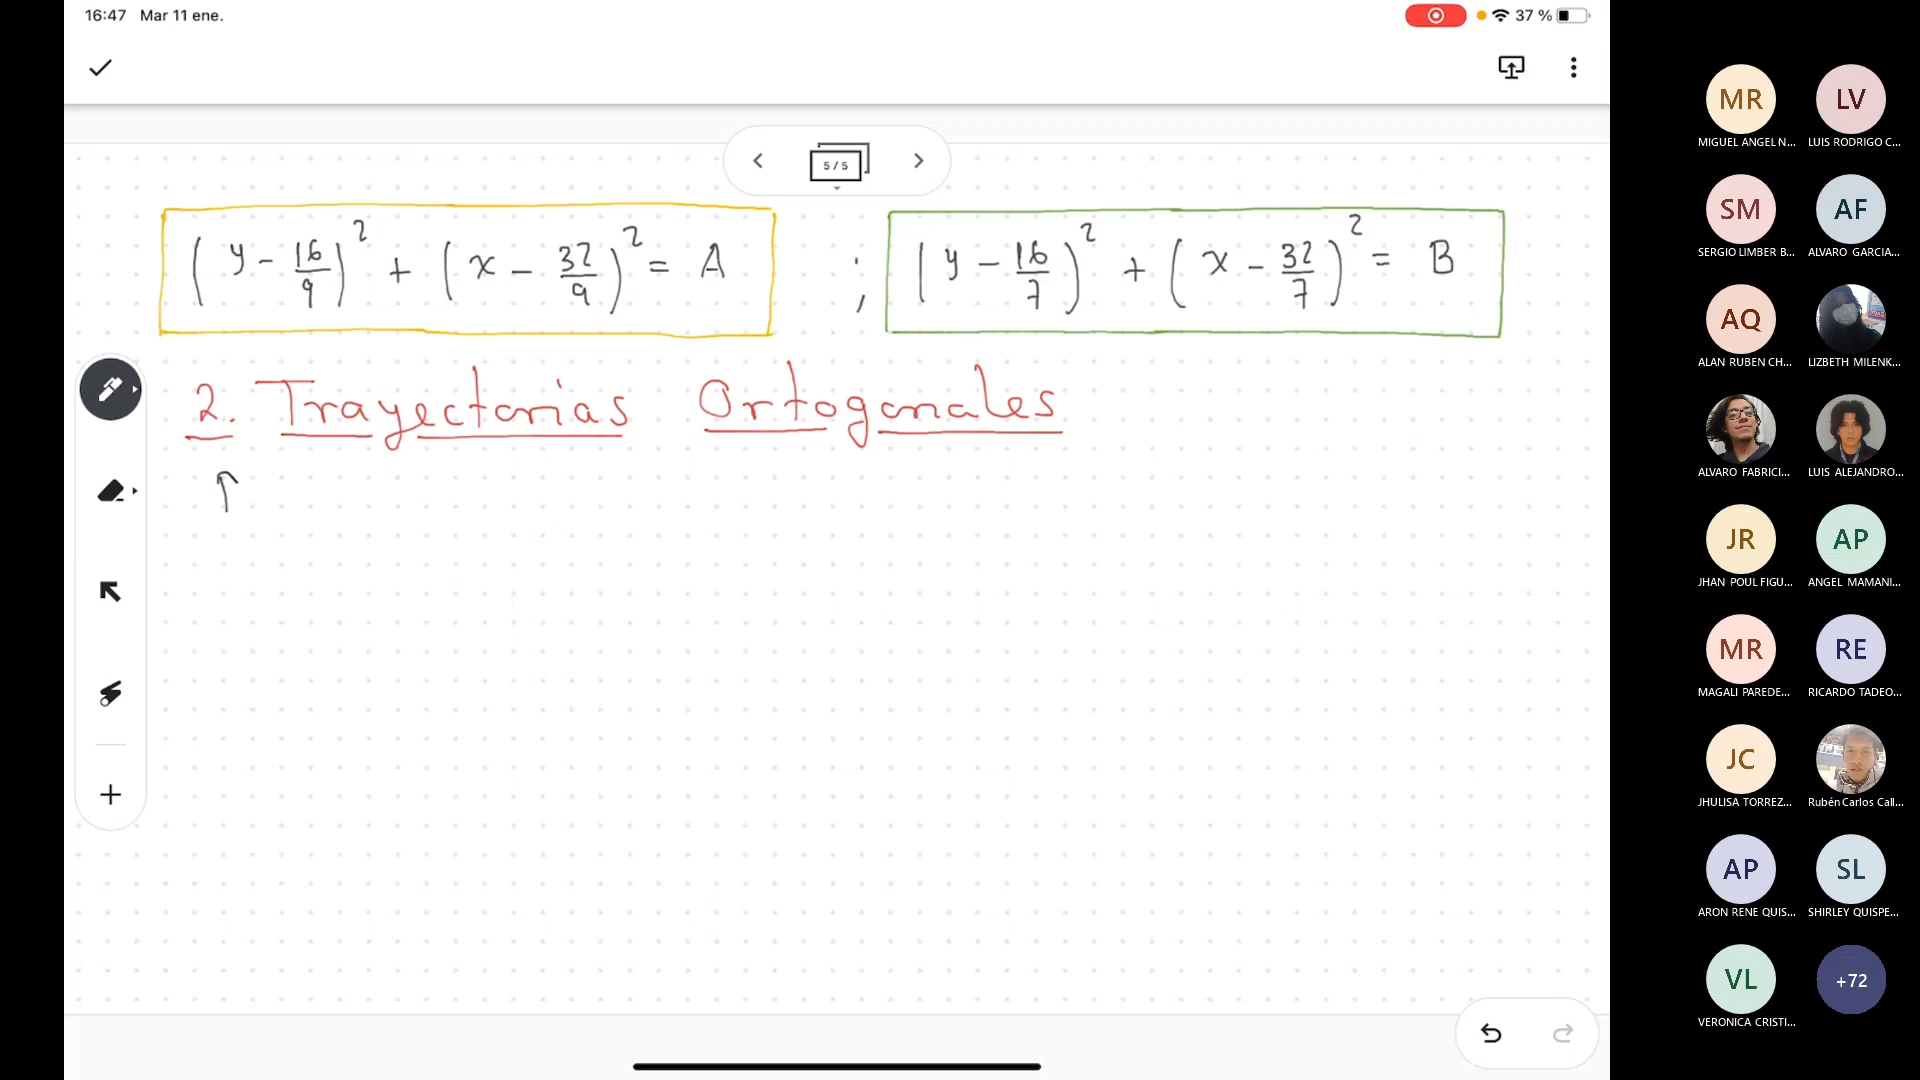 16:47 Mar 11 ene. 37 %
5 / 5
(y - 16/9)² + (x - 32/9)² = A ; (y - 16/7)² + (x - 32/7)² = B
2. Trayectorias Ortogonales
MR LV
MIGUEL ANGEL N... LUIS RODRIGO C...
SM AF
SERGIO LIMBER B... ALVARO GARCIA...
AQ
ALAN RUBEN CH... LIZBETH MILENK...
ALVARO FABRICI... LUIS ALEJANDRO...
JR AP
JHAN POUL FIGU... ANGEL MAMANI...
MR RE
MAGALI PAREDE... RICARDO TADEO...
JC
JHULISA TORREZ... Rubén Carlos Call...
AP SL
ARON RENE QUIS... SHIRLEY QUISPE...
VL +72
VERONICA CRISTI...